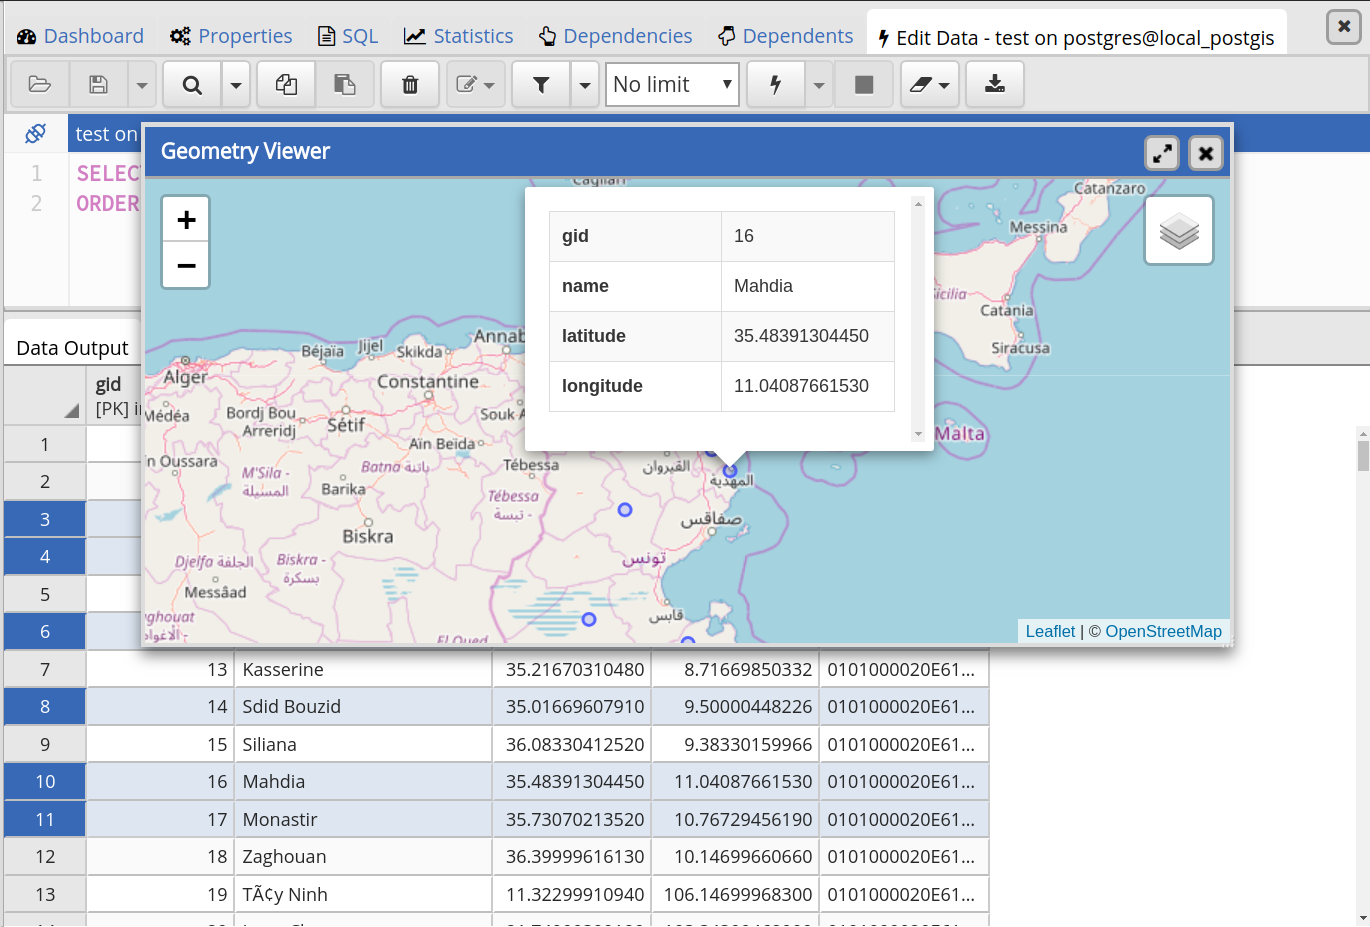 Dashboard Properties SQL Statistics Dependencies Dependents Edit Data - test on postgres@local_postgis
No limit
test on
1 SELEC
2 ORDER
Geometry Viewer
+
−
gid 16
name Mahdia
latitude 35.48391304450
longitude 11.04087661530
Cagliari
Catanzaro
Messina
Sicilia
Catania
Siracusa
Malta
Annab
Béjaïa
Jijel
Skikda
Alger
Constantine
Médéa
Bordj Bou
Arreridj
Sétif
Souk A
Aïn Beïda
n Oussara
M'Sila -
المسيلة
Batna باتنة
Barika
Tébessa
Tébessa
- تبسة
القيروان
المهدية
صفاقس
Biskra
تونس
Djelfa الجلفة
Biskra -
بسكرة
Messâad
قابس
ghouat
- الأغواط
El Oued
Leaflet | © OpenStreetMap
Data Output
gid
[PK] i
1
2
3
4
5
6
7 13 Kasserine 35.21670310480 8.71669850332 0101000020E61...
8 14 Sdid Bouzid 35.01669607910 9.50000448226 0101000020E61...
9 15 Siliana 36.08330412520 9.38330159966 0101000020E61...
10 16 Mahdia 35.48391304450 11.04087661530 0101000020E61...
11 17 Monastir 35.73070213520 10.76729456190 0101000020E61...
12 18 Zaghouan 36.39999616130 10.14699660660 0101000020E61...
13 19 TÃ¢y Ninh 11.32299910940 106.14699968300 0101000020E61...